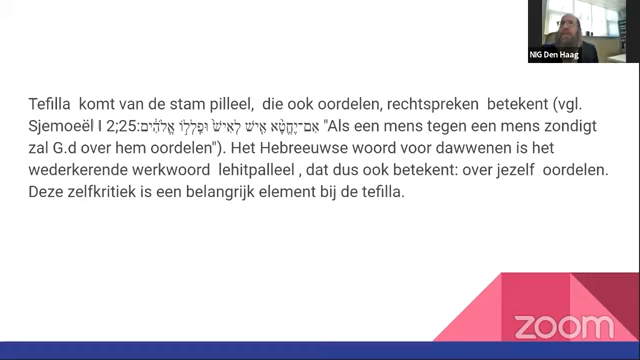 NIG Den Haag
Tefilla komt van de stam pilleel, die ook oordelen, rechtspreken betekent (vgl.
Sjemoeël I 2;25:אִם־יֶחֱטָ֨א אִ֤ישׁ לְאִישׁ֙ וּפִֽלְל֣וֹ אֱלֹהִ֔ים "Als een mens tegen een mens zondigt
zal G.d over hem oordelen"). Het Hebreeuwse woord voor dawwenen is het
wederkerende werkwoord lehitpalleel , dat dus ook betekent: over jezelf oordelen.
Deze zelfkritiek is een belangrijk element bij de tefilla.
zoom